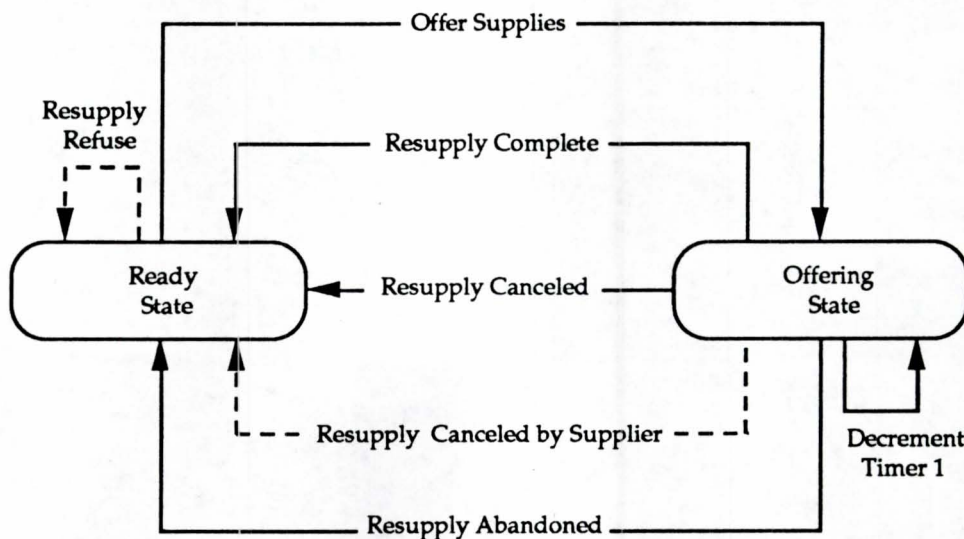 Offer Supplies
Resupply
Refuse
Resupply Complete
Ready
State
Resupply Canceled
Offering
State
Resupply Canceled by Supplier
Decrement
Timer 1
Resupply Abandoned